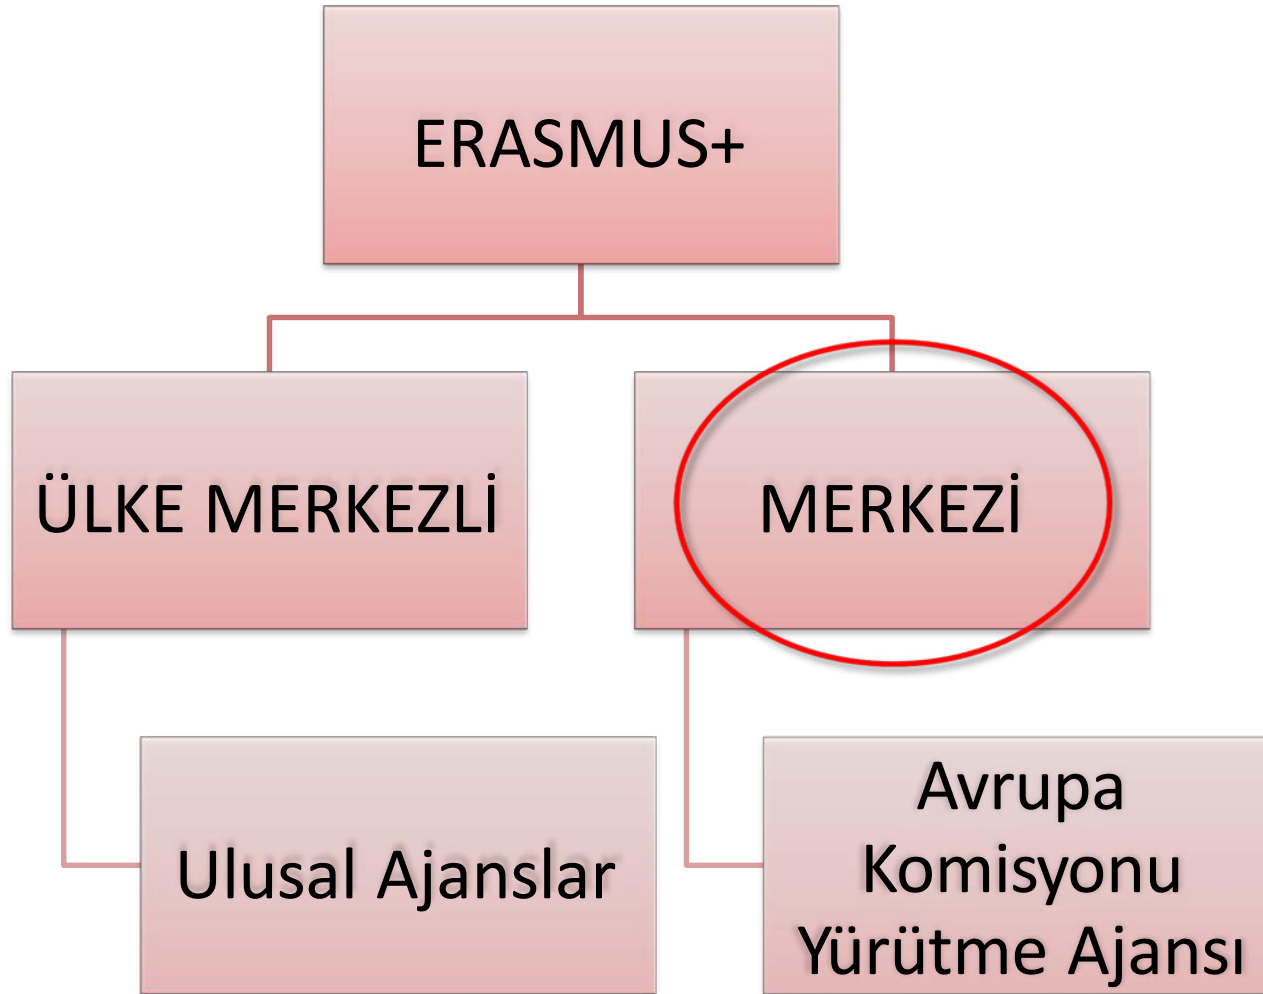 ERASMUS+
ÜLKE MERKEZLİ
MERKEZİ
Ulusal Ajanslar
Avrupa
Komisyonu
Yürütme Ajansı